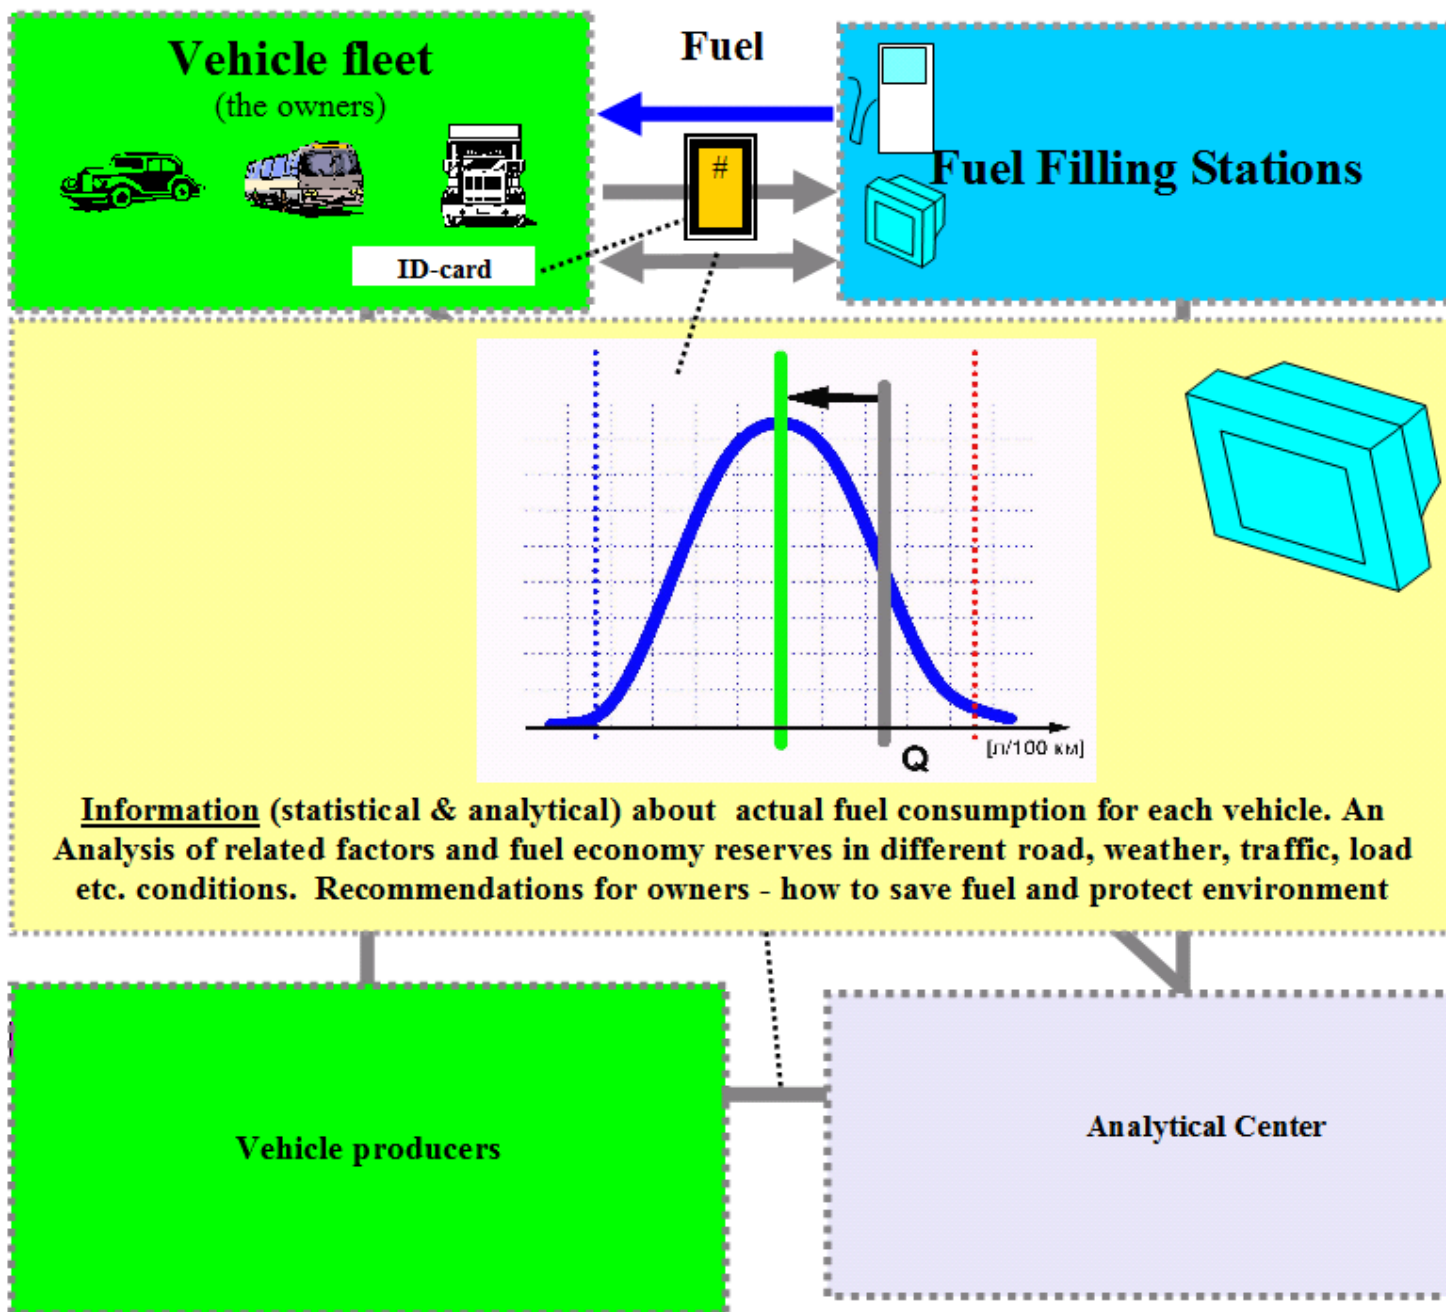 Vehicle fleet
(the owners)
Fuel
#
Fuel Filling Stations
ID-card
Q
[л/100 км]
Information (statistical & analytical) about actual fuel consumption for each vehicle. An
Analysis of related factors and fuel economy reserves in different road, weather, traffic, load
etc. conditions. Recommendations for owners - how to save fuel and protect environment
Vehicle producers
Analytical Center